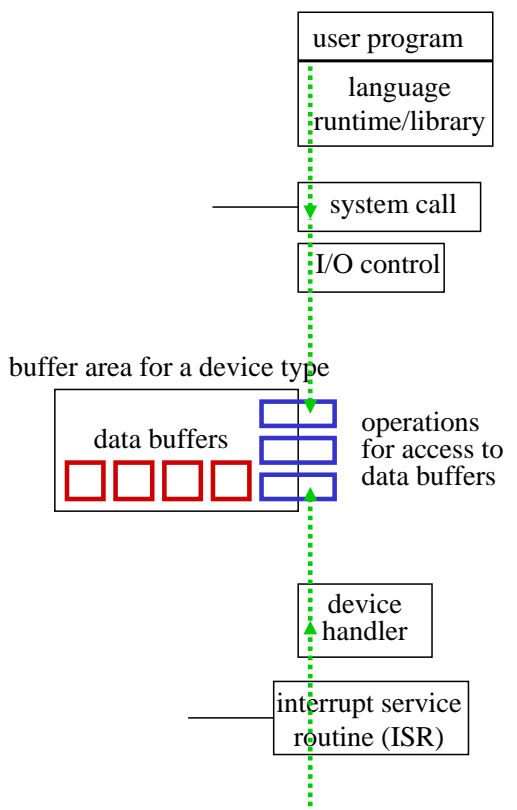 user program
language
runtime/library
system call
I/O control
buffer area for a device type
data buffers
operations
for access to
data buffers
device
handler
interrupt service
routine (ISR)